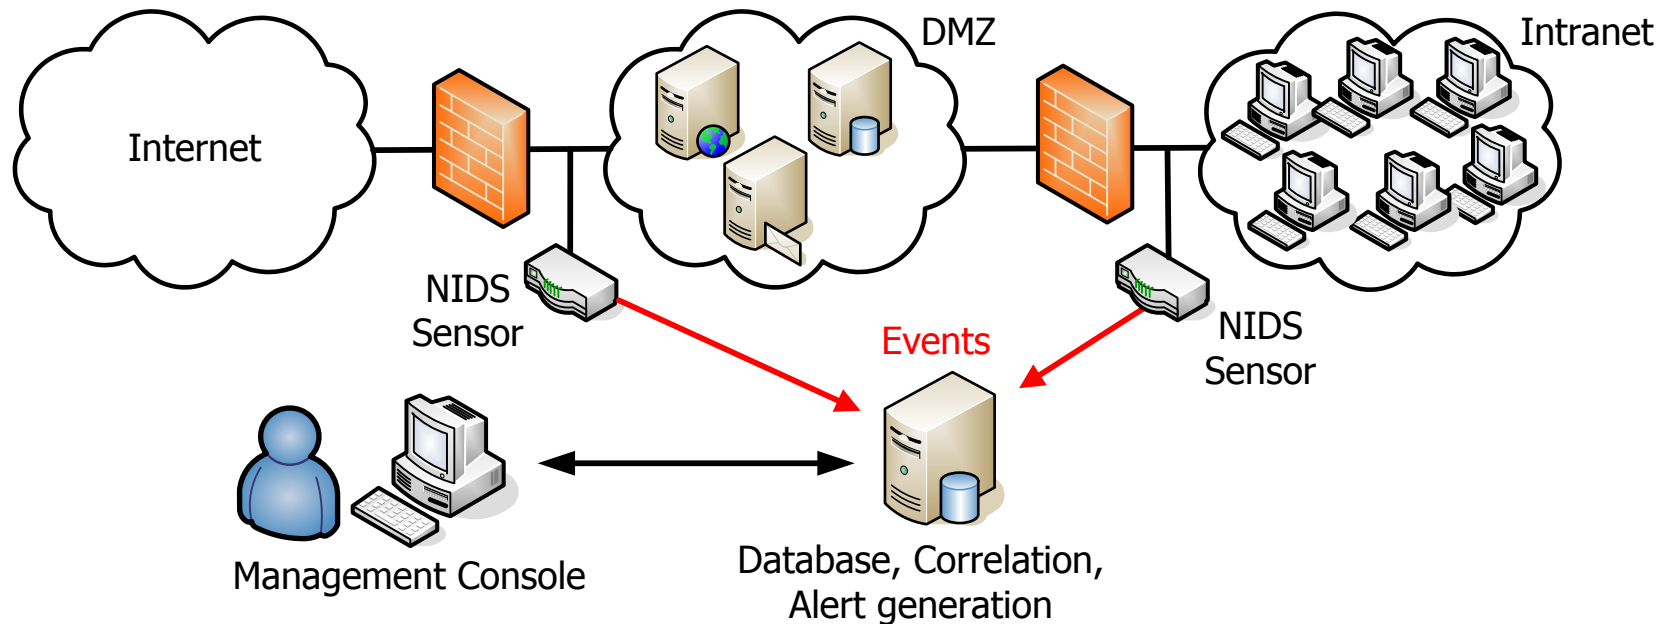 DMZ
Intranet
Internet
NIDS
Sensor
Events
NIDS
Sensor
Management Console
Database, Correlation,
Alert generation